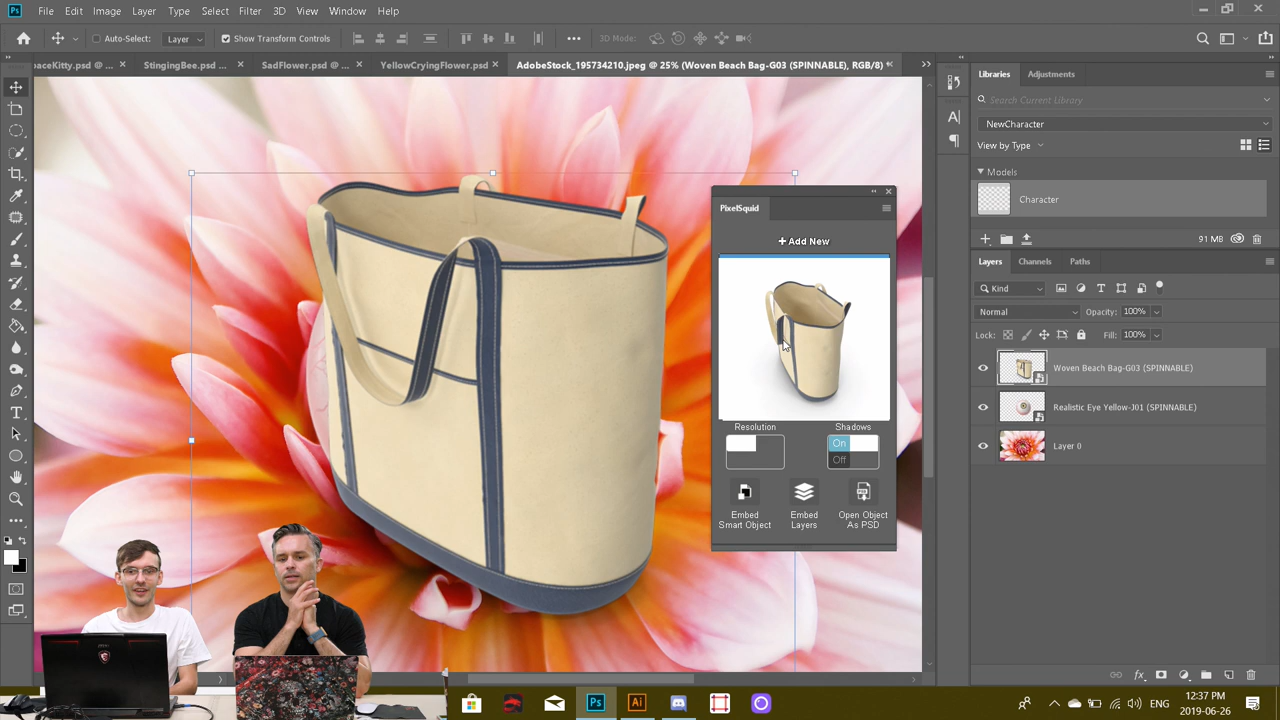 Ps File Edit Image Layer Type Select Filter 3D View Window Help
Auto-Select: Layer Show Transform Controls 3D Mode:
aceKitty.psd @ ... StingingBee.psd ... SadFlower.psd @ ... YellowCryingFlower.psd AdobeStock_195734210.jpeg @ 25% (Woven Beach Bag-G03 (SPINNABLE), RGB/8)
Libraries Adjustments
Search Current Library
NewCharacter
View by Type
Models
Character
91 MB
Layers Channels Paths
Kind
Normal Opacity: 100%
Lock: Fill: 100%
Woven Beach Bag-G03 (SPINNABLE)
Realistic Eye Yellow-J01 (SPINNABLE)
Layer 0
PixelSquid
Add New
Resolution Shadows
On
Off
Embed Smart Object
Embed Layers
Open Object As PSD
Ps Ai
ENG
12:37 PM
2019-06-26